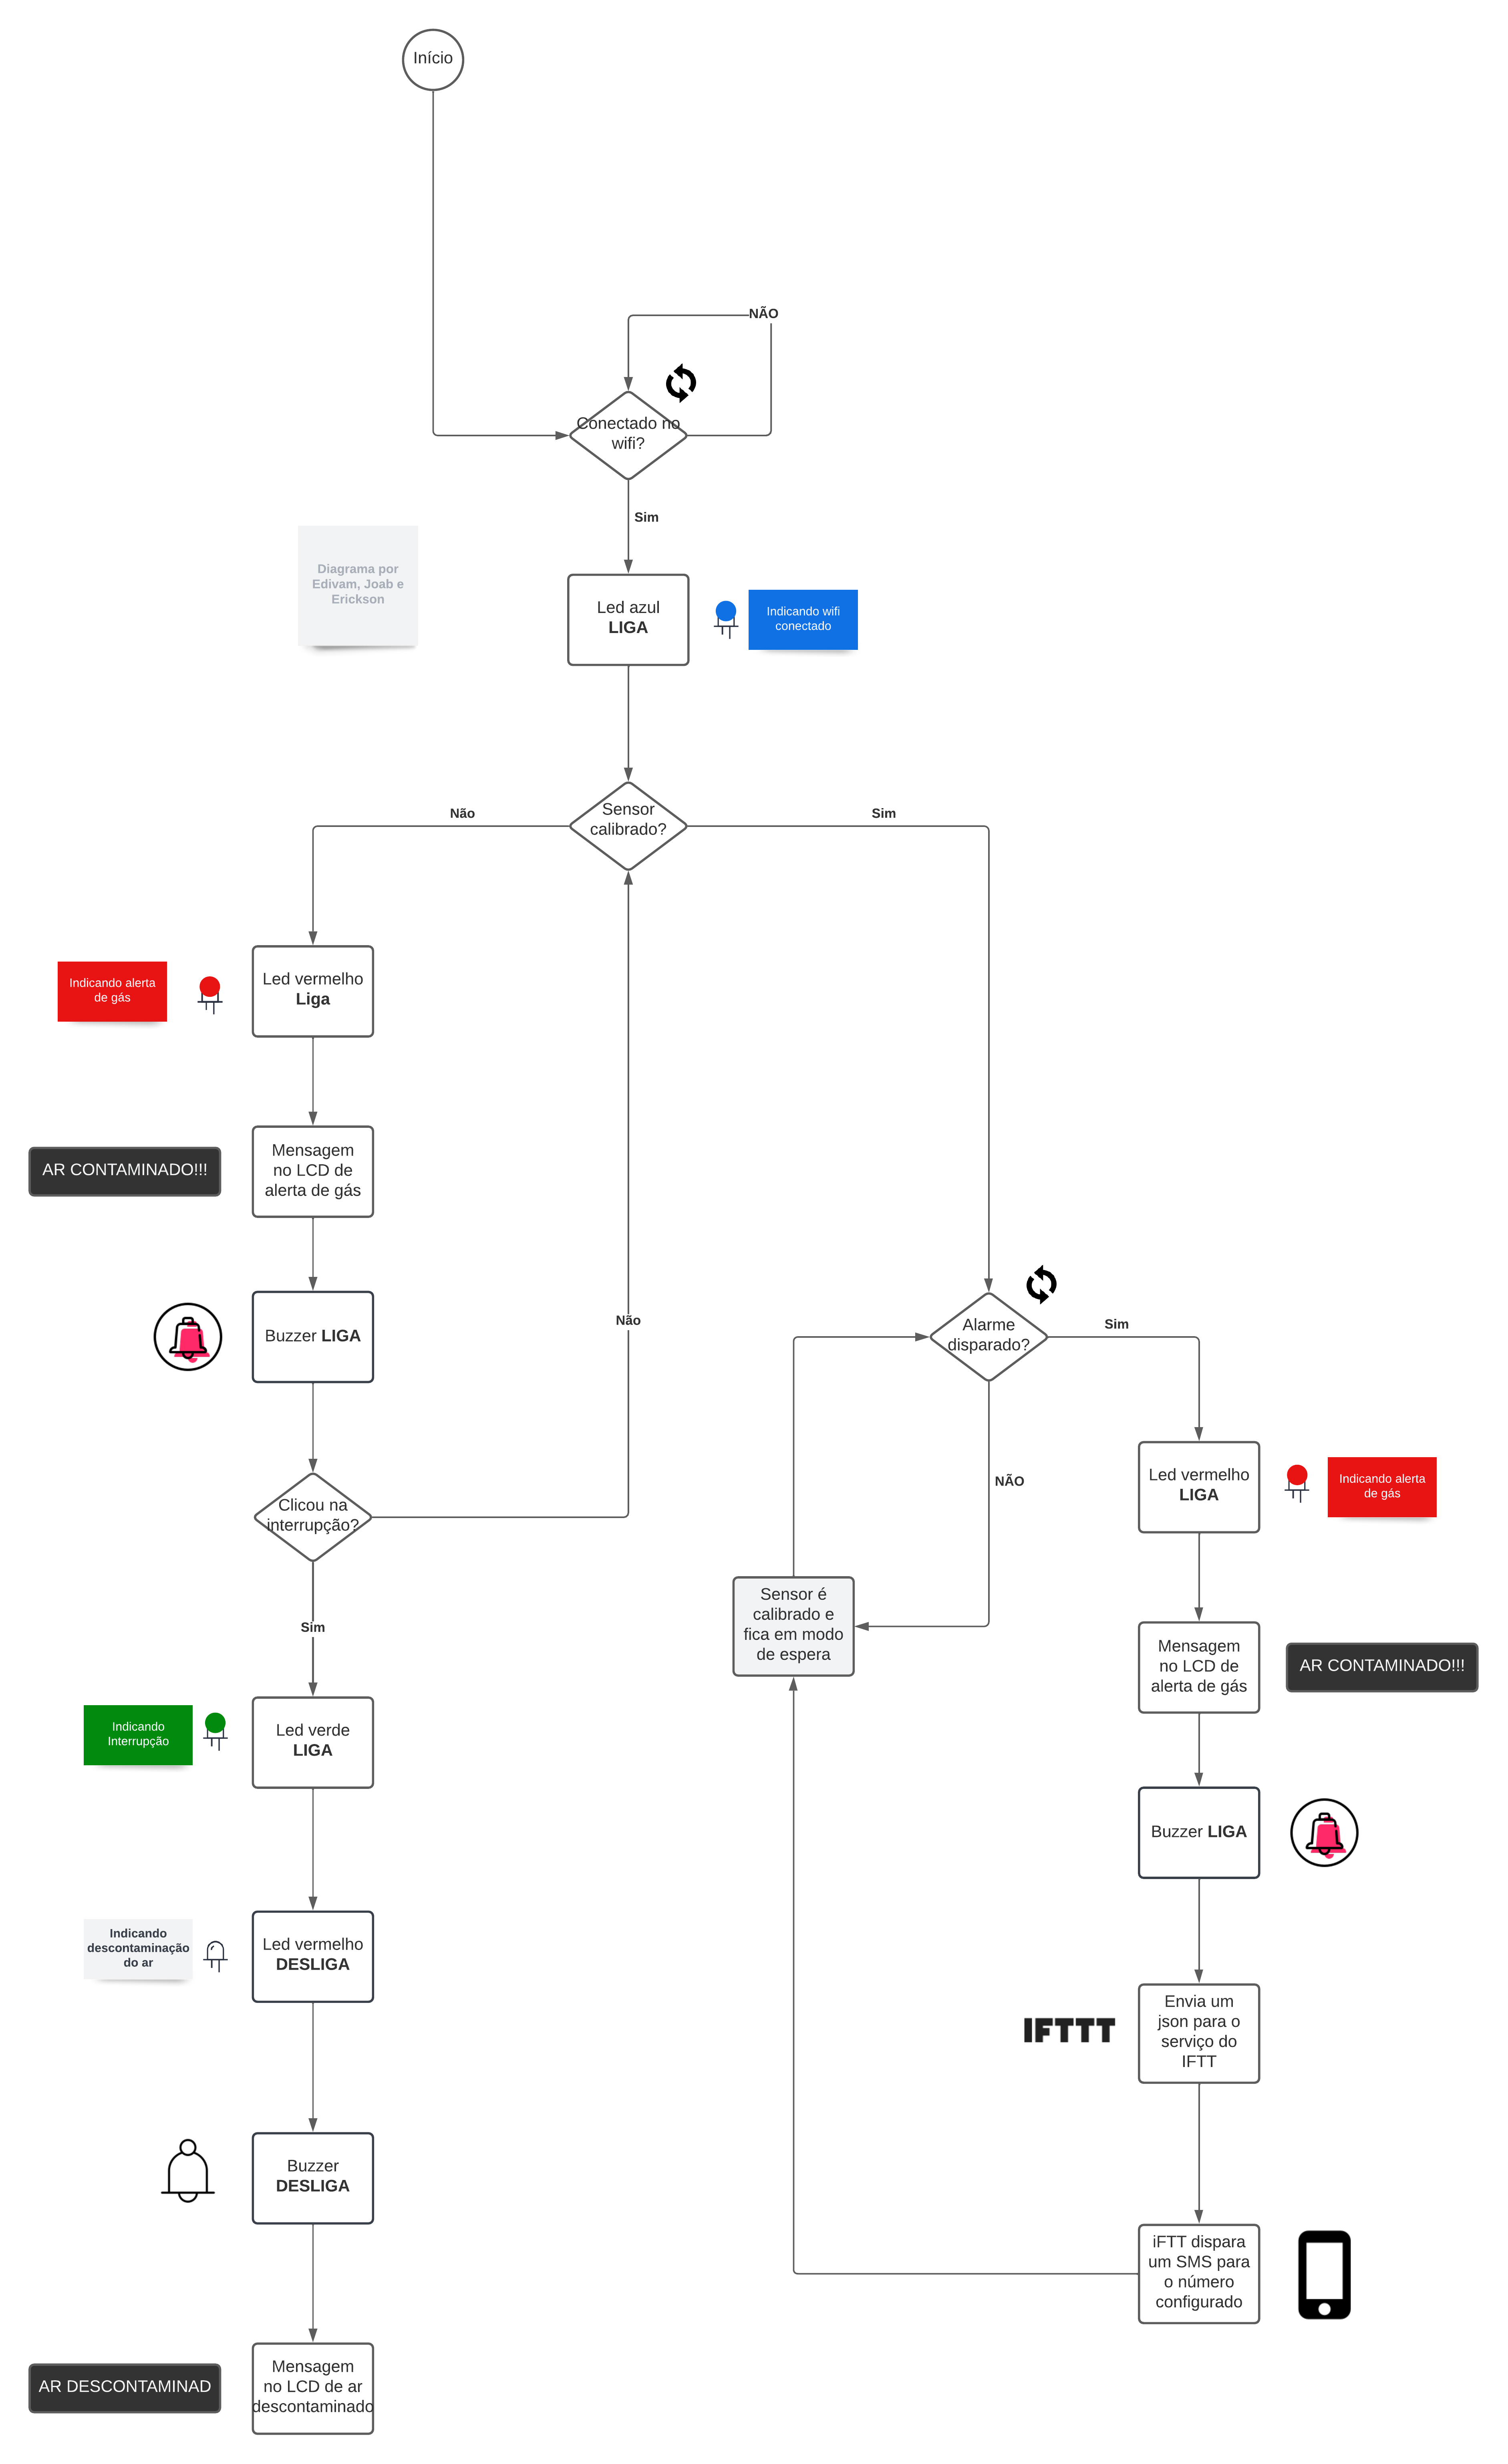 Início
NÃO
Conectado no
wifi?
Sim
Diagrama por
Edivam, Joab e
Erickson
Led azul
LIGA
Indicando wifi
conectado
Sensor
calibrado?
Não
Sim
Indicando alerta
de gás
Led vermelho
Liga
AR CONTAMINADO!!!
Mensagem
no LCD de
alerta de gás
Buzzer LIGA
Não
Clicou na
interrupção?
Sim
Indicando
Interrupção
Led verde
LIGA
Indicando
descontaminação
do ar
Led vermelho
DESLIGA
Buzzer
DESLIGA
AR DESCONTAMINAD
Mensagem
no LCD de ar
descontaminado
Alarme
disparado?
Sim
NÃO
Sensor é
calibrado e
fica em modo
de espera
Led vermelho
LIGA
Indicando alerta
de gás
Mensagem
no LCD de
alerta de gás
AR CONTAMINADO!!!
Buzzer LIGA
IFTTT
Envia um
json para o
serviço do
IFTT
iFTT dispara
um SMS para
o número
configurado